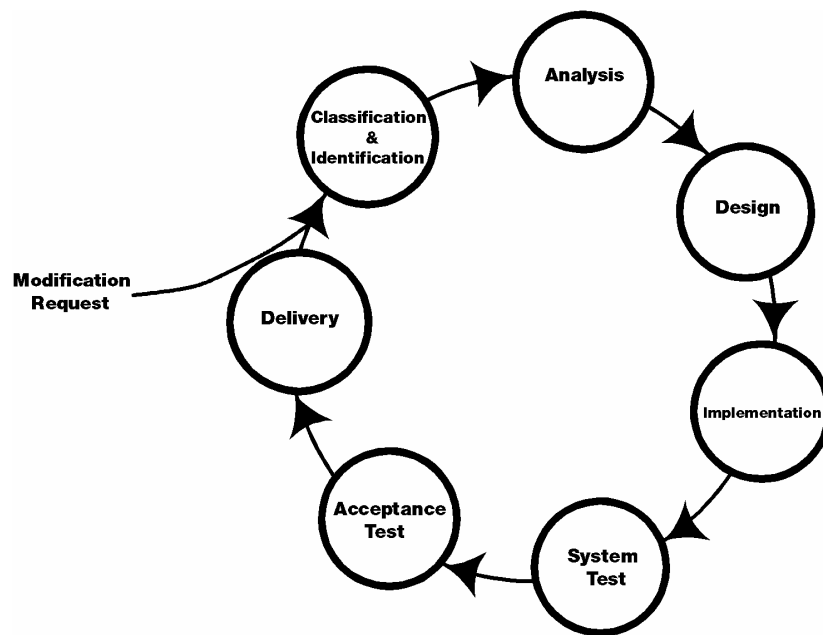 Analysis
Classification
&
Identification
Design
Modification
Request
Delivery
Implementation
Acceptance
Test
System
Test